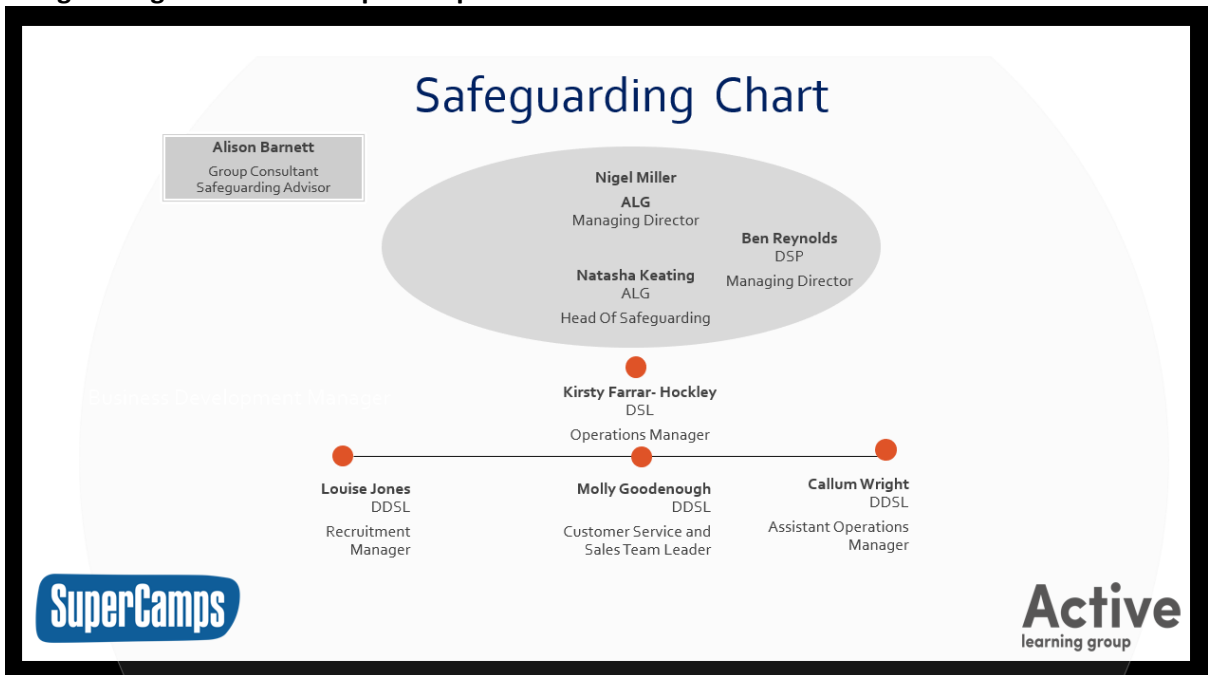 Safeguarding Chart
Alison Barnett
Group Consultant
Safeguarding Advisor
Nigel Miller
ALG
Managing Director
Ben Reynolds
DSP
Managing Director
Natasha Keating
ALG
Head Of Safeguarding
Kirsty Farrar- Hockley
DSL
Operations Manager
Business Development Manager
Louise Jones
DDSL
Recruitment
Manager
Molly Goodenough
DDSL
Customer Service and
Sales Team Leader
Callum Wright
DDSL
Assistant Operations
Manager
SuperCamps
Active
learning group